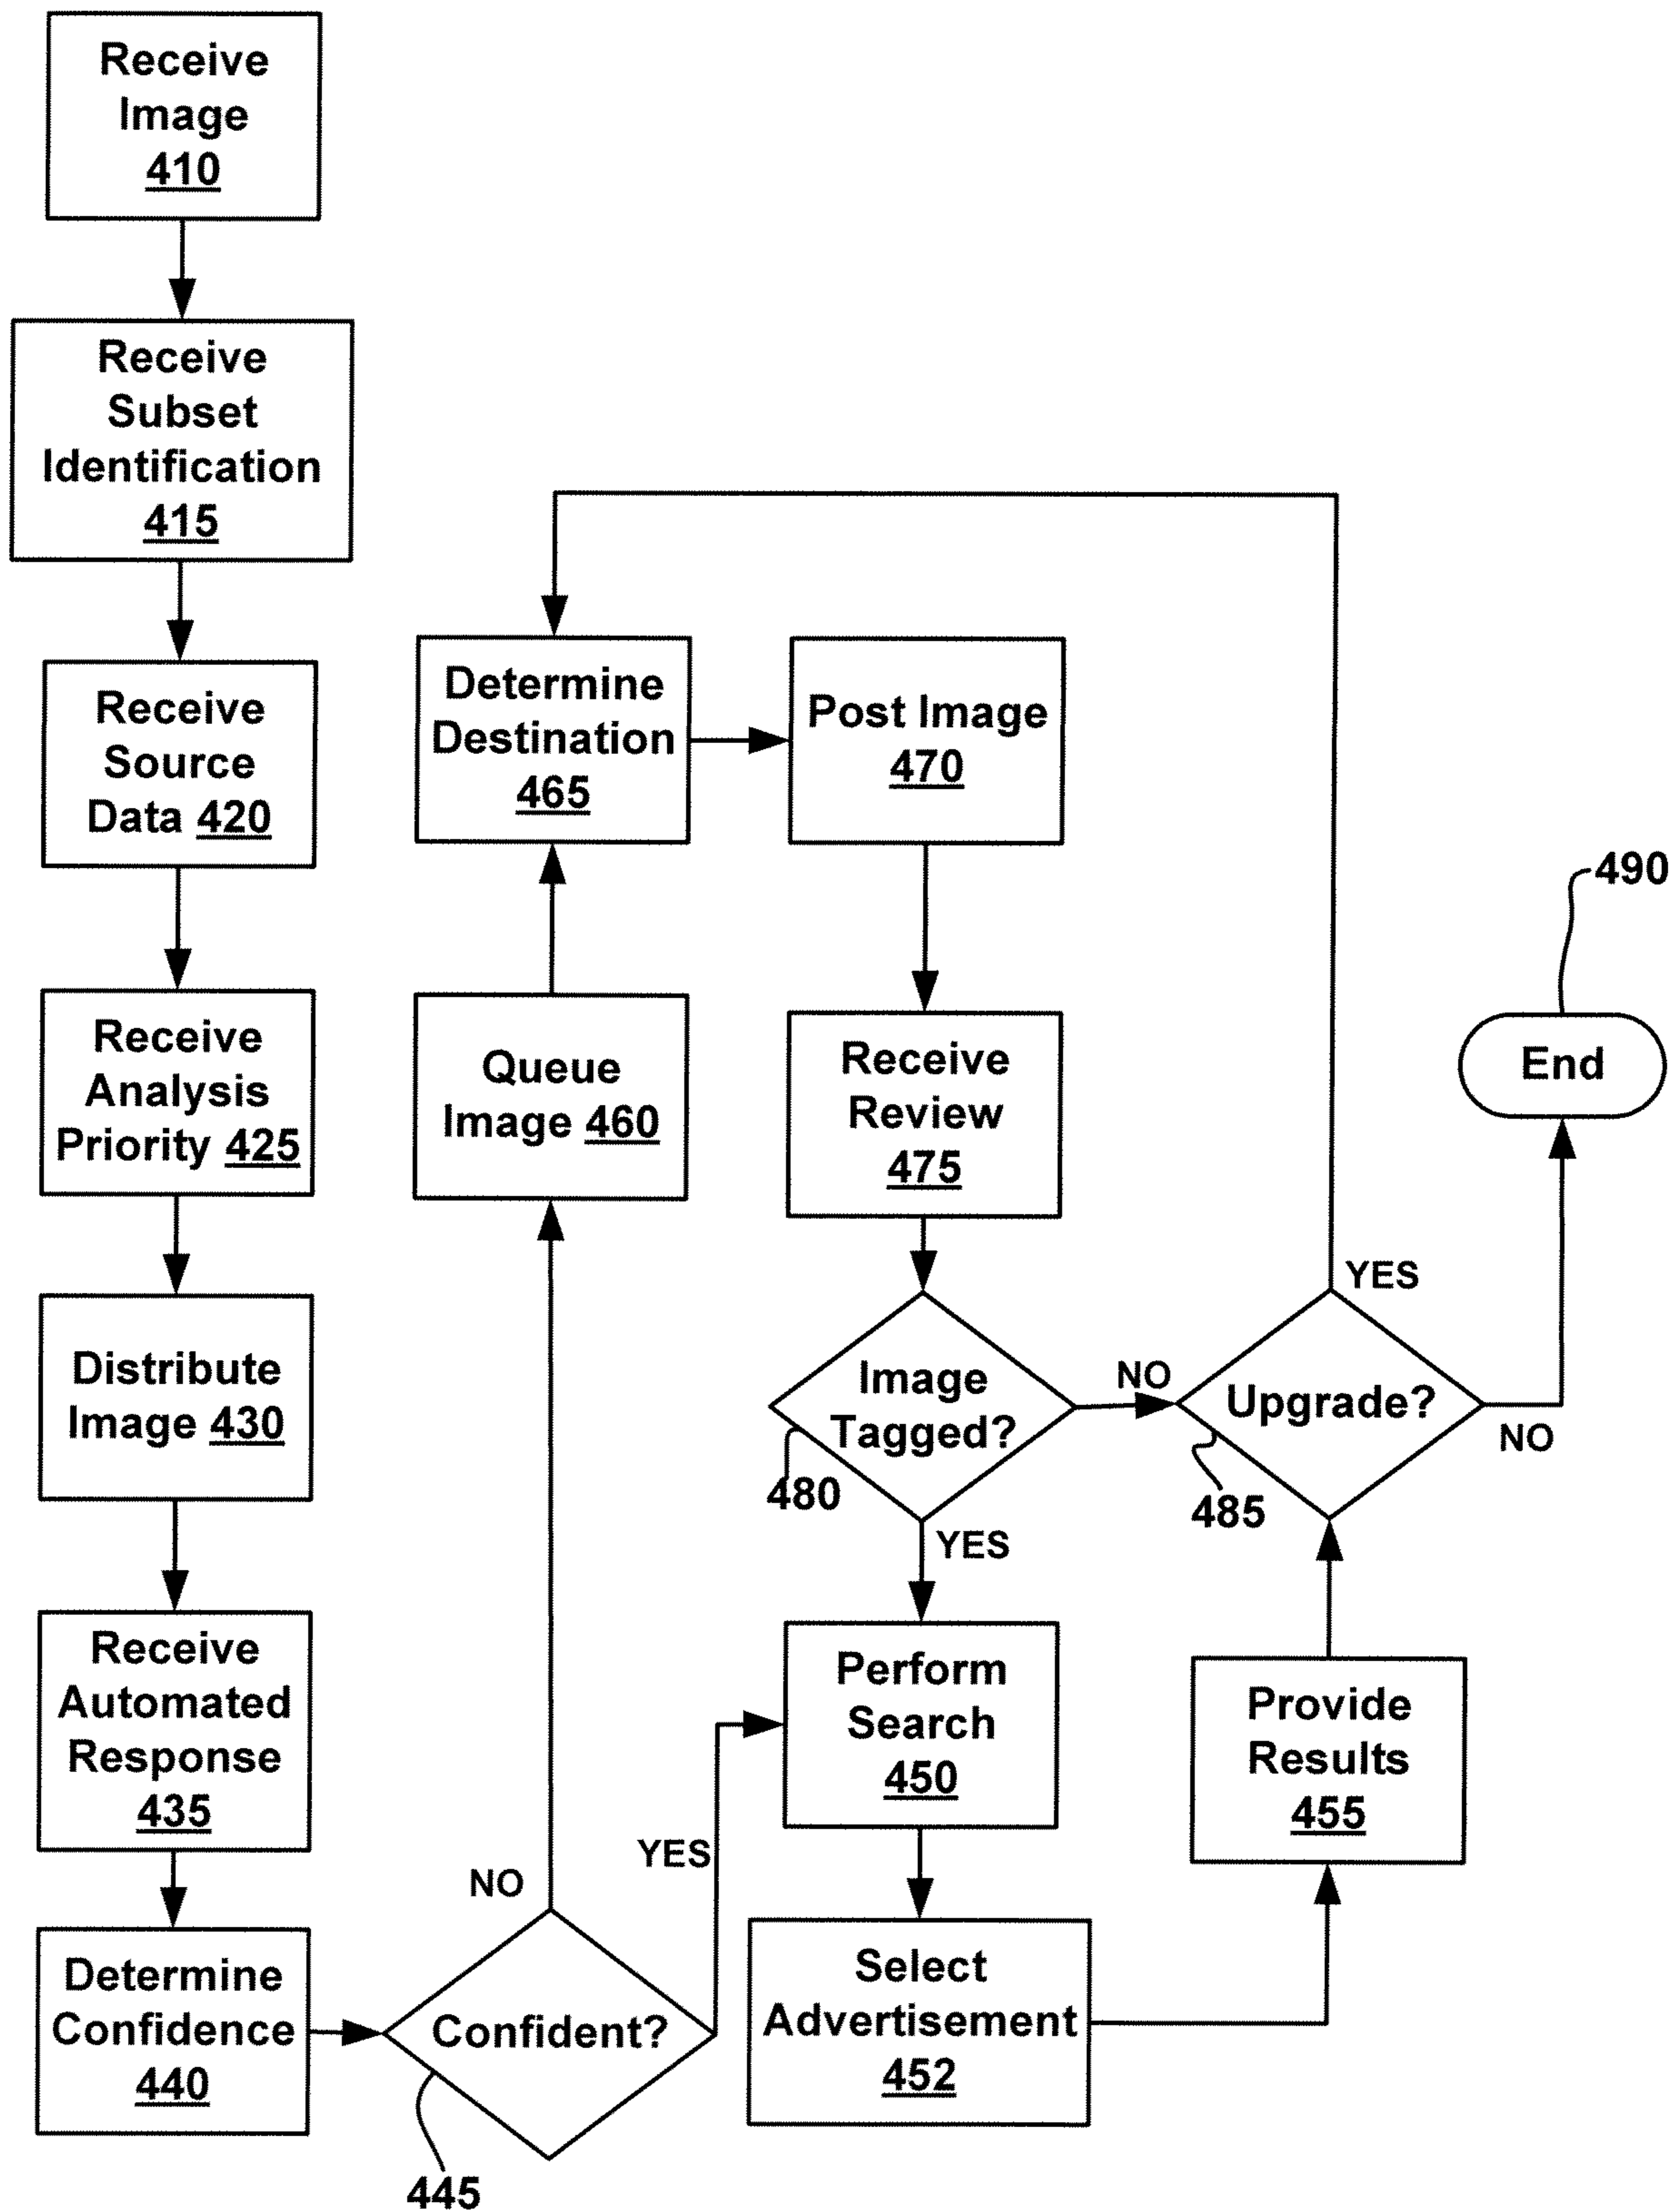 Receive
Image
410
Receive
Subset
Identification
415
Receive
Source
Data 420
Receive
Analysis
Priority 425
Distribute
Image 430
Receive
Automated
Response
435
Determine
Confidence
440
Confident?
445
NO
YES
Queue
Image 460
Determine
Destination
465
Post Image
470
Receive
Review
475
Image
Tagged?
480
NO
YES
Perform
Search
450
Select
Advertisement
452
Provide
Results
455
Upgrade?
485
YES
NO
End
490